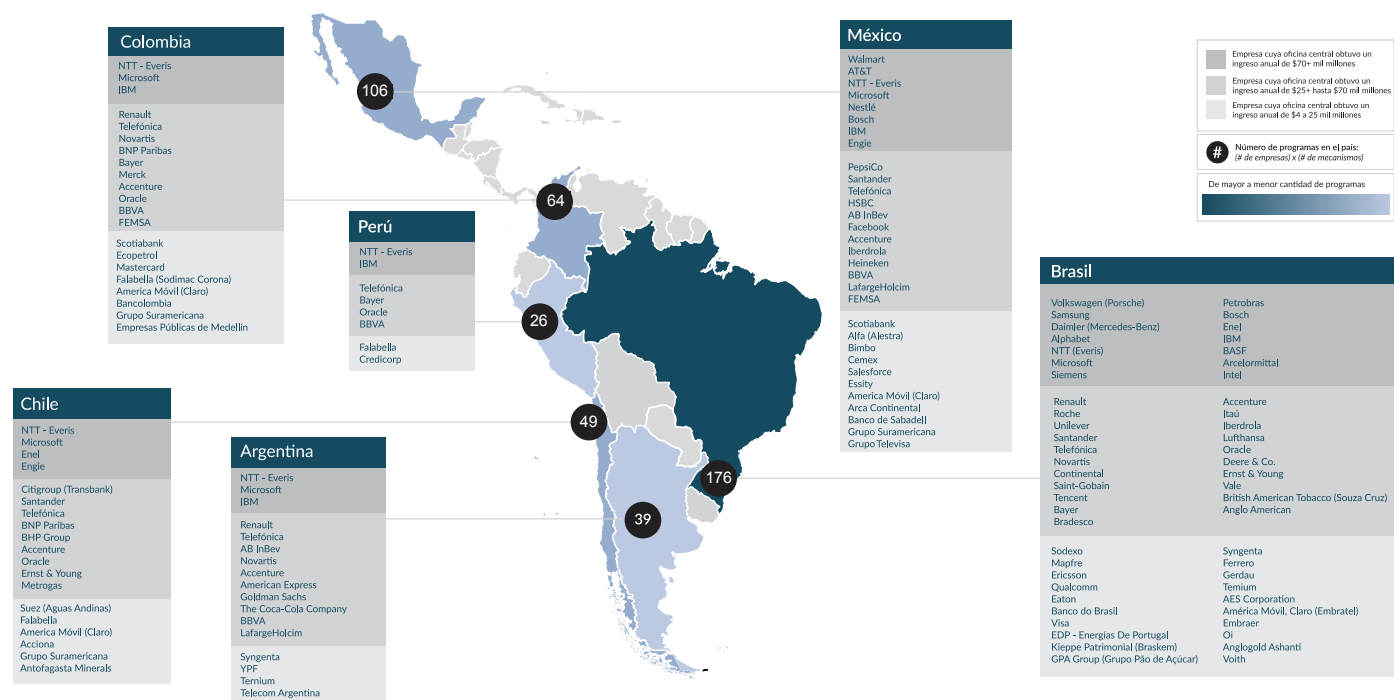 Colombia
NTT - Everis
Microsoft
IBM
Renault
Telefónica
Novartis
BNP Paribas
Bayer
Merck
Accenture
Oracle
BBVA
FEMSA
Scotiabank
Ecopetrol
Mastercard
Falabella (Sodimac Corona)
America Móvil (Claro)
Bancolombia
Grupo Suramericana
Empresas Públicas de Medellín
106
64
26
49
39
176
Perú
NTT - Everis
IBM
Telefónica
Bayer
Oracle
BBVA
Falabella
Credicorp
México
Walmart
AT&T
NTT - Everis
Microsoft
Nestlé
Bosch
IBM
Engie
PepsiCo
Santander
Telefónica
HSBC
AB InBev
Facebook
Accenture
Iberdrola
Heineken
BBVA
LafargeHolcim
FEMSA
Scotiabank
Alfa (Alestra)
Bimbo
Cemex
Salesforce
Essity
America Móvil (Claro)
Arca Continental
Banco de Sabadell
Grupo Suramericana
Grupo Televisa
Empresa cuya oficina central obtuvo un
ingreso anual de $70+ mil millones
Empresa cuya oficina central obtuvo un
ingreso anual de $25+ hasta $70 mil millones
Empresa cuya oficina central obtuvo un
ingreso anual de $4 a 25 mil millones
#
Número de programas en el país:
(# de empresas) x (# de mecanismos)
De mayor a menor cantidad de programas
Chile
NTT - Everis
Microsoft
Enel
Engie
Citigroup (Transbank)
Santander
Telefónica
BNP Paribas
BHP Group
Accenture
Oracle
Ernst & Young
Metrogas
Suez (Aguas Andinas)
Falabella
America Móvil (Claro)
Acciona
Grupo Suramericana
Antofagasta Minerals
Argentina
NTT - Everis
Microsoft
IBM
Renault
Telefónica
AB InBev
Novartis
Accenture
American Express
Goldman Sachs
The Coca-Cola Company
BBVA
LafargeHolcim
Syngenta
YPF
Ternium
Telecom Argentina
Brasil
Volkswagen (Porsche)
Samsung
Daimler (Mercedes-Benz)
Alphabet
NTT (Everis)
Microsoft
Siemens
Petrobras
Bosch
Enel
IBM
BASF
Arcelormittal
Intel
Renault
Roche
Unilever
Santander
Telefónica
Novartis
Continental
Saint-Gobain
Tencent
Bayer
Bradesco
Accenture
Itaú
Iberdrola
Lufthansa
Oracle
Deere & Co.
Ernst & Young
Vale
British American Tobacco (Souza Cruz)
Anglo American
Sodexo
Mapfre
Ericsson
Qualcomm
Eaton
Banco do Brasil
Visa
EDP - Energías De Portugal
Kieppe Patrimonial (Braskem)
GPA Group (Grupo Pão de Açúcar)
Syngenta
Ferrero
Gerdau
Temium
AES Corporation
América Móvil, Claro (Embratel)
Embraer
Oi
Anglogold Ashanti
Voith